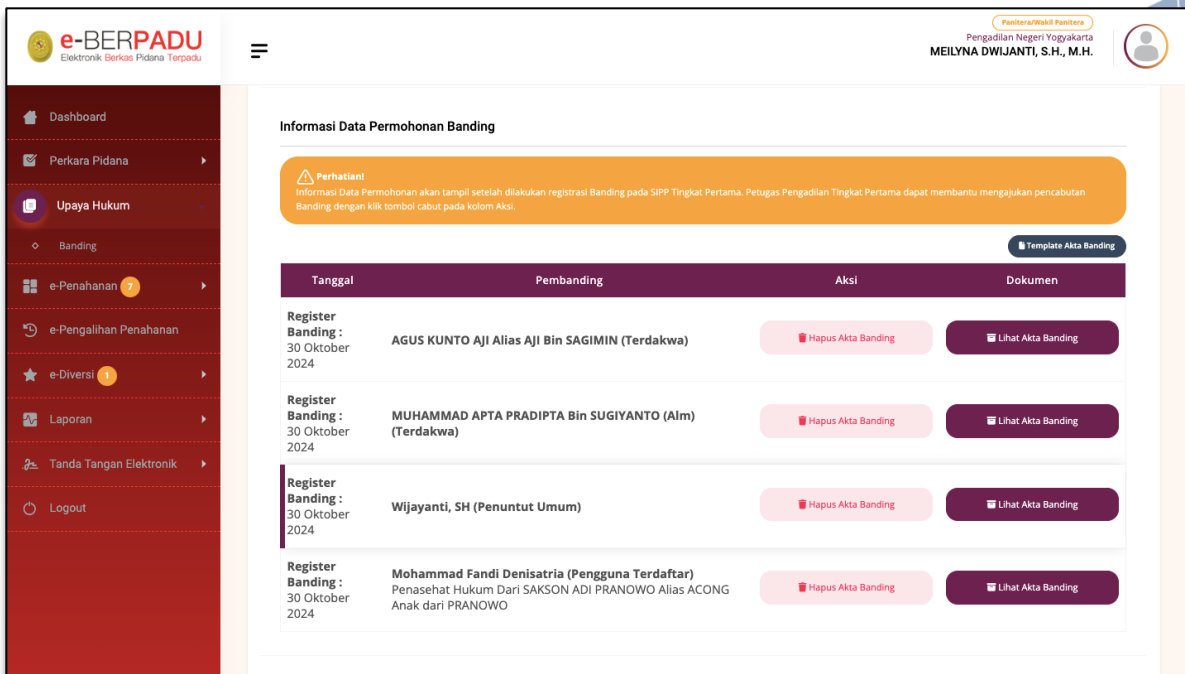 e-BERPADU
Elektronik Berkas Pidana Terpadu
Panitera/Wakil Panitera
Pengadilan Negeri Yogyakarta
MEILYNA DWIJANTI, S.H., M.H.
Dashboard
Perkara Pidana
Upaya Hukum
Banding
e-Penahanan 7
e-Pengalihan Penahanan
e-Diversi 1
Laporan
Tanda Tangan Elektronik
Logout
Informasi Data Permohonan Banding
Perhatian!
Informasi Data Permohonan akan tampil setelah dilakukan registrasi Banding pada SIPP Tingkat Pertama. Petugas Pengadilan Tingkat Pertama dapat membantu mengajukan pencabutan
Banding dengan klik tombol cabut pada kolom Aksi.
Template Akta Banding
Tanggal Pembanding Aksi Dokumen
Register
Banding :
30 Oktober
2024
AGUS KUNTO AJI Alias AJI Bin SAGIMIN (Terdakwa)
Hapus Akta Banding
Lihat Akta Banding
Register
Banding :
30 Oktober
2024
MUHAMMAD APTA PRADIPTA Bin SUGIYANTO (Alm)
(Terdakwa)
Hapus Akta Banding
Lihat Akta Banding
Register
Banding :
30 Oktober
2024
Wijayanti, SH (Penuntut Umum)
Hapus Akta Banding
Lihat Akta Banding
Register
Banding :
30 Oktober
2024
Mohammad Fandi Denisatria (Pengguna Terdaftar)
Penasehat Hukum Dari SAKSON ADI PRANOWO Alias ACONG
Anak dari PRANOWO
Hapus Akta Banding
Lihat Akta Banding